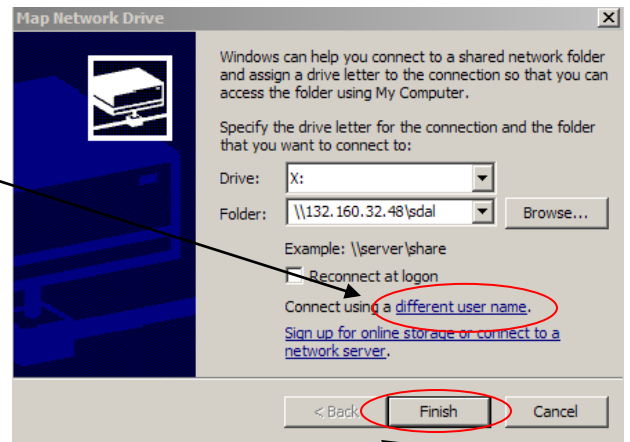 Map Network Drive
Windows can help you connect to a shared network folder
and assign a drive letter to the connection so that you can
access the folder using My Computer.
Specify the drive letter for the connection and the folder
that you want to connect to:
Drive: X:
Folder: \\132.160.32.48\sdal Browse...
Example: \\server\share
Reconnect at logon
Connect using a different user name.
Sign up for online storage or connect to a
network server.
< Back Finish Cancel